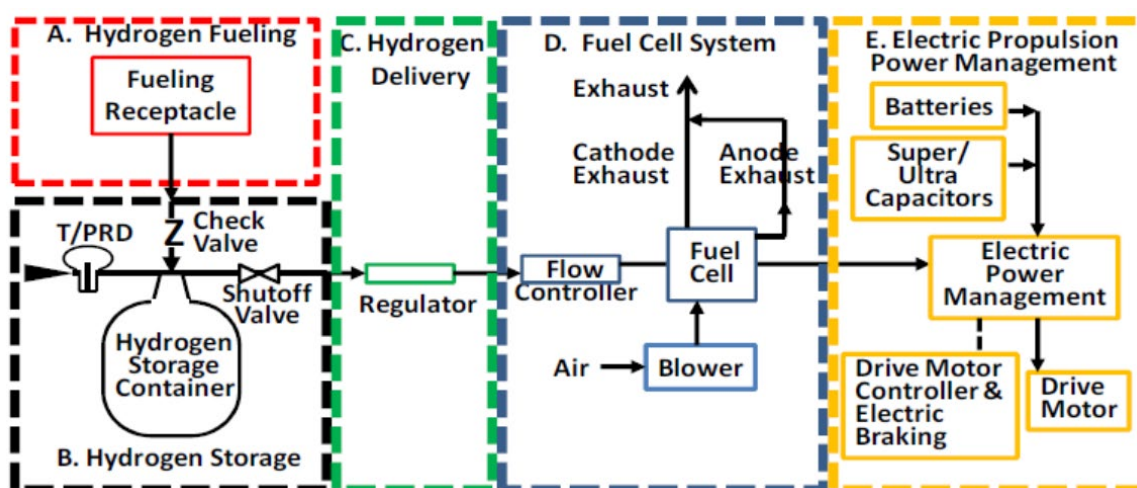 A. Hydrogen Fueling
Fueling
Receptacle
T/PRD
Z
Check
Valve
Shutoff
Valve
Hydrogen
Storage
Container
B. Hydrogen Storage
C. Hydrogen
Delivery
Regulator
D. Fuel Cell System
Exhaust
Cathode
Exhaust
Anode
Exhaust
Flow
Controller
Fuel
Cell
Air
Blower
E. Electric Propulsion
Power Management
Batteries
Super/
Ultra
Capacitors
Electric
Power
Management
Drive Motor
Controller &
Electric
Braking
Drive
Motor